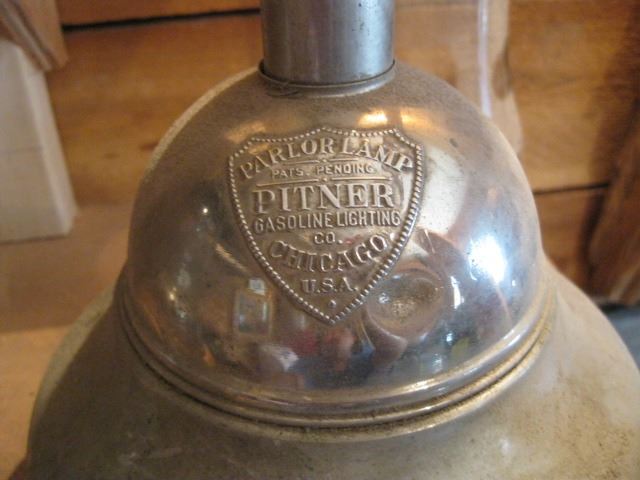 PARLOR LAMP
PATS. PENDING
PITNER
GASOLINE LIGHTING
CO.
CHICAGO
U.S.A.